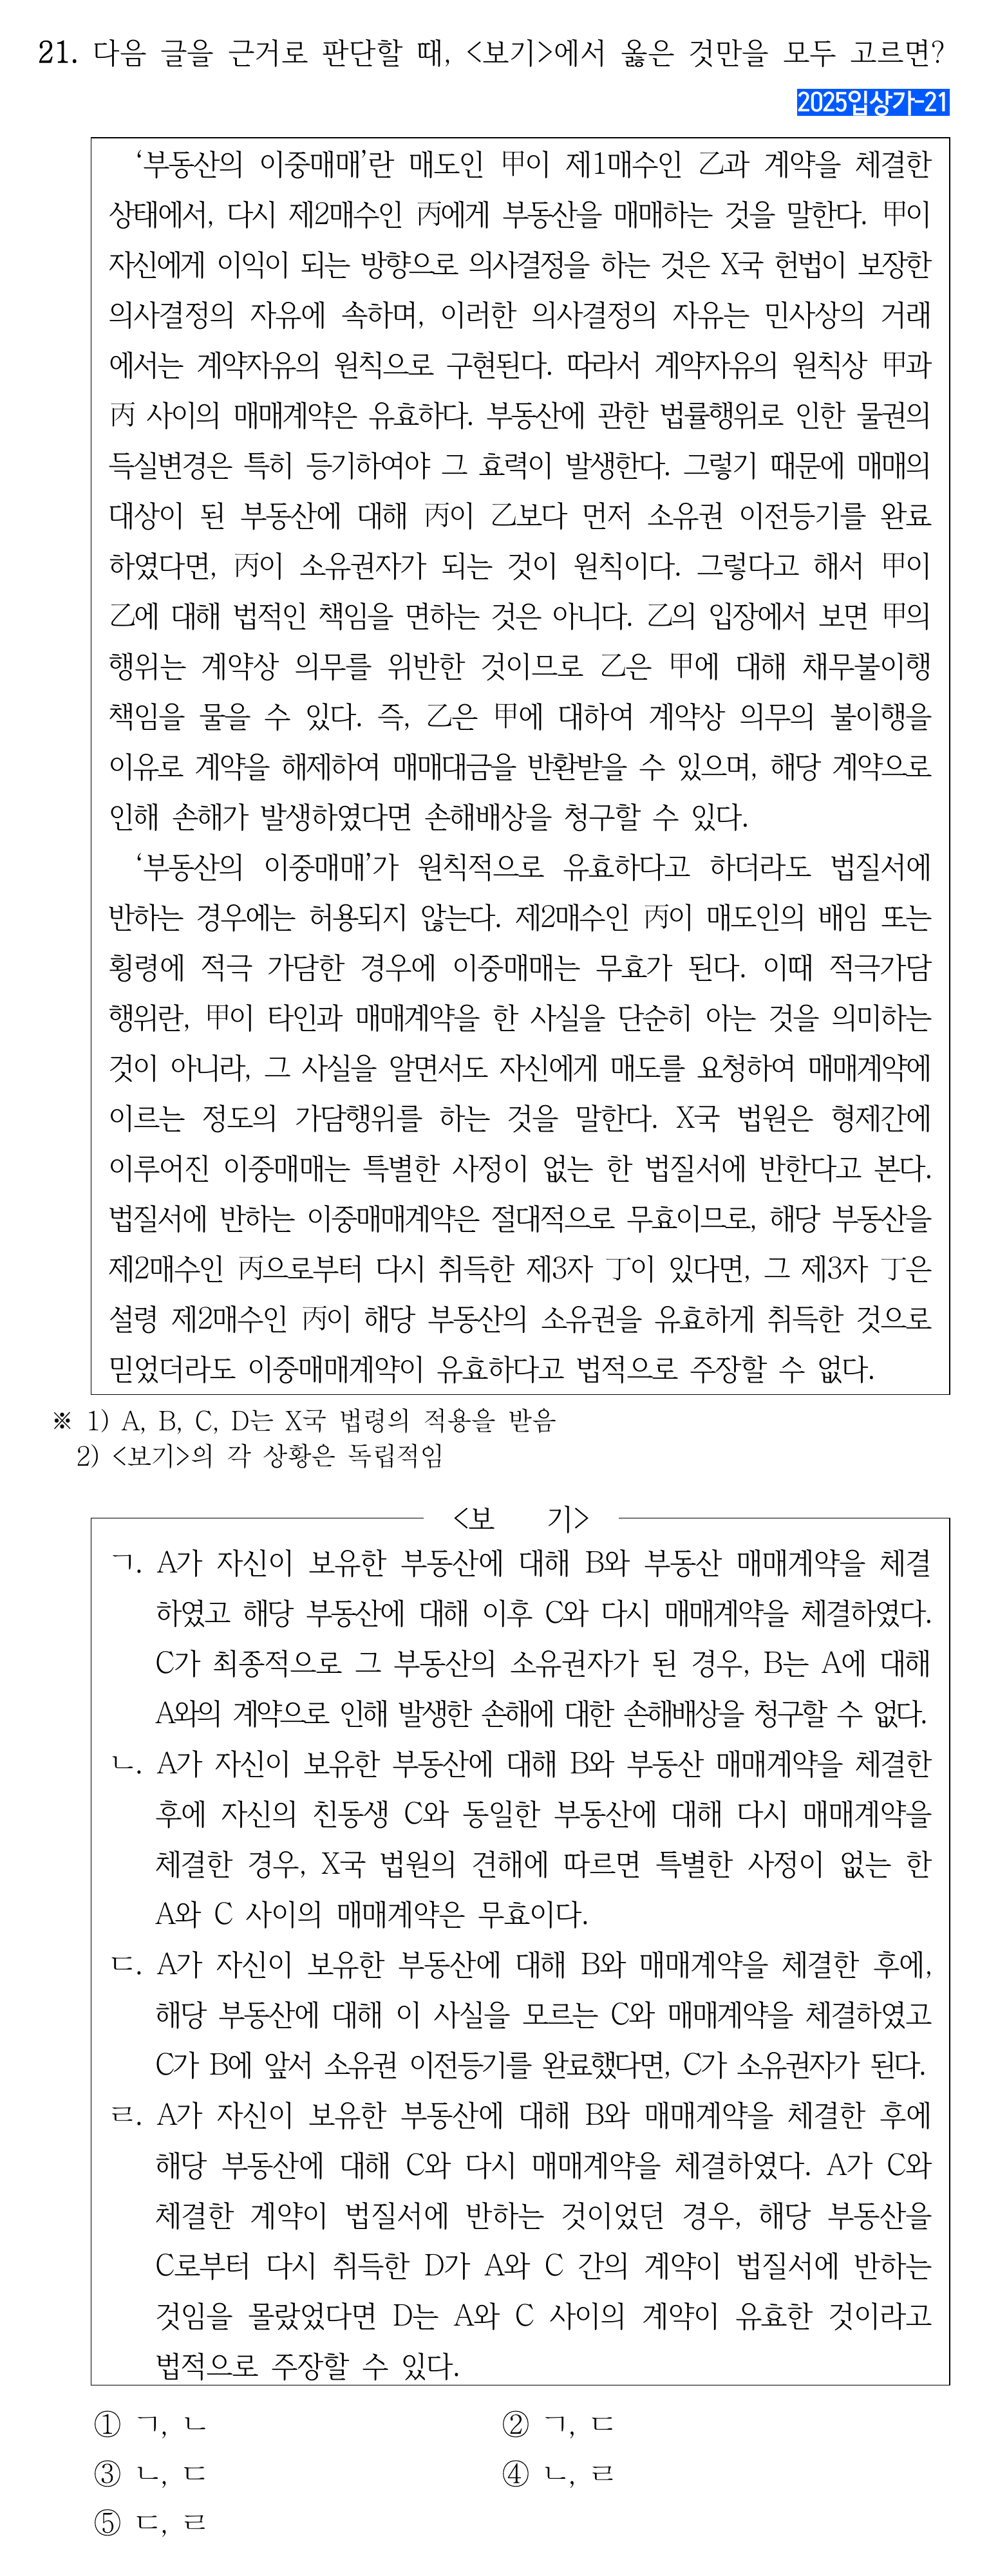 21. 다음 글을 근거로 판단할 때, <보기>에서 옳은 것만을 모두 고르면?
2025입상가-21
‘부동산의 이중매매’란 매도인 甲이 제1매수인 乙과 계약을 체결한
상태에서, 다시 제2매수인 丙에게 부동산을 매매하는 것을 말한다. 甲이
자신에게 이익이 되는 방향으로 의사결정을 하는 것은 X국 헌법이 보장한
의사결정의 자유에 속하며, 이러한 의사결정의 자유는 민사상의 거래
에서는 계약자유의 원칙으로 구현된다. 따라서 계약자유의 원칙상 甲과
丙 사이의 매매계약은 유효하다. 부동산에 관한 법률행위로 인한 물권의
득실변경은 특히 등기하여야 그 효력이 발생한다. 그렇기 때문에 매매의
대상이 된 부동산에 대해 丙이 乙보다 먼저 소유권 이전등기를 완료
하였다면, 丙이 소유권자가 되는 것이 원칙이다. 그렇다고 해서 甲이
乙에 대해 법적인 책임을 면하는 것은 아니다. 乙의 입장에서 보면 甲의
행위는 계약상 의무를 위반한 것이므로 乙은 甲에 대해 채무불이행
책임을 물을 수 있다. 즉, 乙은 甲에 대하여 계약상 의무의 불이행을
이유로 계약을 해제하여 매매대금을 반환받을 수 있으며, 해당 계약으로
인해 손해가 발생하였다면 손해배상을 청구할 수 있다.
‘부동산의 이중매매’가 원칙적으로 유효하다고 하더라도 법질서에
반하는 경우에는 허용되지 않는다. 제2매수인 丙이 매도인의 배임 또는
횡령에 적극 가담한 경우에 이중매매는 무효가 된다. 이때 적극가담
행위란, 甲이 타인과 매매계약을 한 사실을 단순히 아는 것을 의미하는
것이 아니라, 그 사실을 알면서도 자신에게 매도를 요청하여 매매계약에
이르는 정도의 가담행위를 하는 것을 말한다. X국 법원은 형제간에
이루어진 이중매매는 특별한 사정이 없는 한 법질서에 반한다고 본다.
법질서에 반하는 이중매매계약은 절대적으로 무효이므로, 해당 부동산을
제2매수인 丙으로부터 다시 취득한 제3자 丁이 있다면, 그 제3자 丁은
설령 제2매수인 丙이 해당 부동산의 소유권을 유효하게 취득한 것으로
믿었더라도 이중매매계약이 유효하다고 법적으로 주장할 수 없다.
※ 1) A, B, C, D는 X국 법령의 적용을 받음
2) <보기>의 각 상황은 독립적임
<보 기>
ㄱ. A가 자신이 보유한 부동산에 대해 B와 부동산 매매계약을 체결
하였고 해당 부동산에 대해 이후 C와 다시 매매계약을 체결하였다.
C가 최종적으로 그 부동산의 소유권자가 된 경우, B는 A에 대해
A와의 계약으로 인해 발생한 손해에 대한 손해배상을 청구할 수 없다.
ㄴ. A가 자신이 보유한 부동산에 대해 B와 부동산 매매계약을 체결한
후에 자신의 친동생 C와 동일한 부동산에 대해 다시 매매계약을
체결한 경우, X국 법원의 견해에 따르면 특별한 사정이 없는 한
A와 C 사이의 매매계약은 무효이다.
ㄷ. A가 자신이 보유한 부동산에 대해 B와 매매계약을 체결한 후에,
해당 부동산에 대해 이 사실을 모르는 C와 매매계약을 체결하였고
C가 B에 앞서 소유권 이전등기를 완료했다면, C가 소유권자가 된다.
ㄹ. A가 자신이 보유한 부동산에 대해 B와 매매계약을 체결한 후에
해당 부동산에 대해 C와 다시 매매계약을 체결하였다. A가 C와
체결한 계약이 법질서에 반하는 것이었던 경우, 해당 부동산을
C로부터 다시 취득한 D가 A와 C 간의 계약이 법질서에 반하는
것임을 몰랐었다면 D는 A와 C 사이의 계약이 유효한 것이라고
법적으로 주장할 수 있다.
① ㄱ, ㄴ ② ㄱ, ㄷ
③ ㄴ, ㄷ ④ ㄴ, ㄹ
⑤ ㄷ, ㄹ